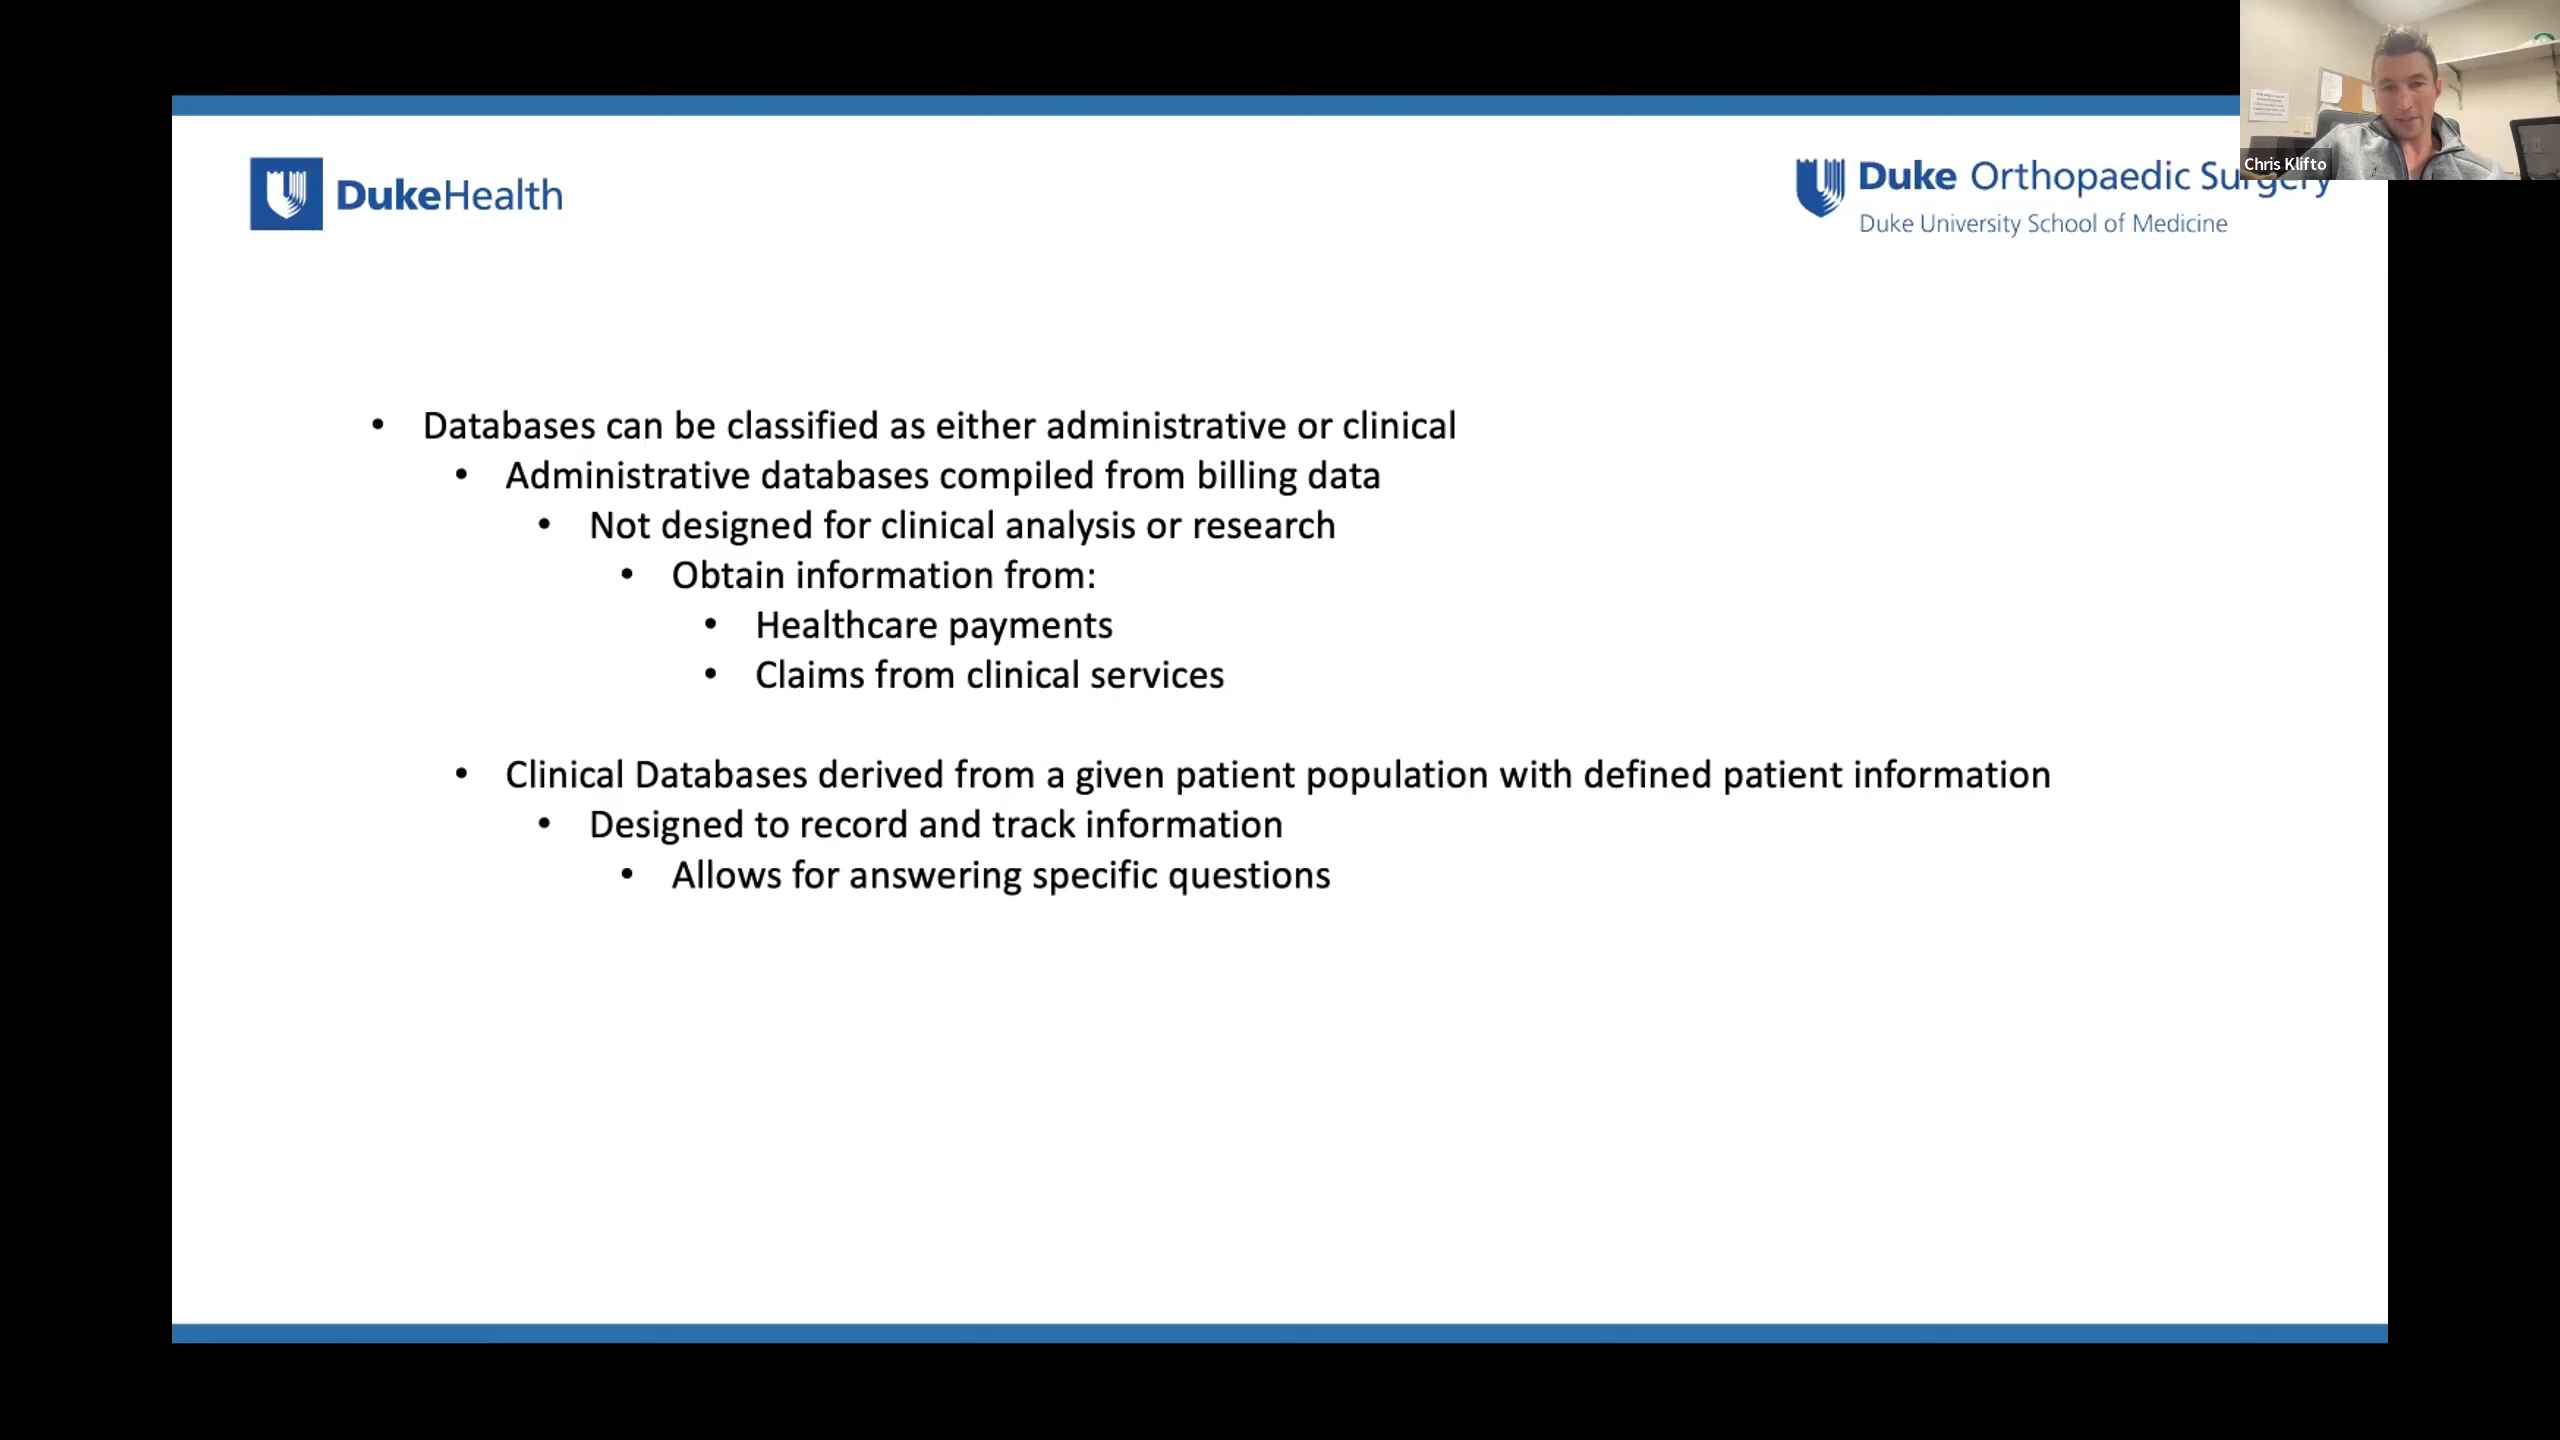 DukeHealth
Duke Orthopaedic Surgery
Duke University School of Medicine
Chris Klifto
• Databases can be classified as either administrative or clinical
• Administrative databases compiled from billing data
• Not designed for clinical analysis or research
• Obtain information from:
• Healthcare payments
• Claims from clinical services
• Clinical Databases derived from a given patient population with defined patient information
• Designed to record and track information
• Allows for answering specific questions